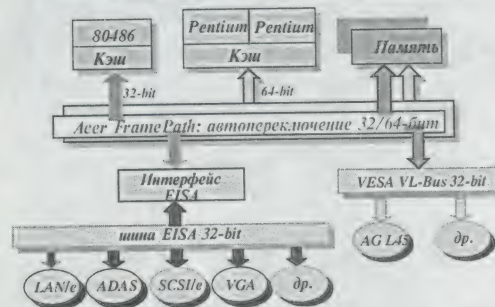 80486
Кэш
Pentium Pentium
Кэш
Память
32-bit
64-bit
Acer FramePath: автопереключение 32/64-бит
Интерфейс
EISA
VESA VL-Bus 32-bit
шина EISA 32-bit
AG L45
др.
LAN/e
ADAS
SCSI/e
VGA
др.